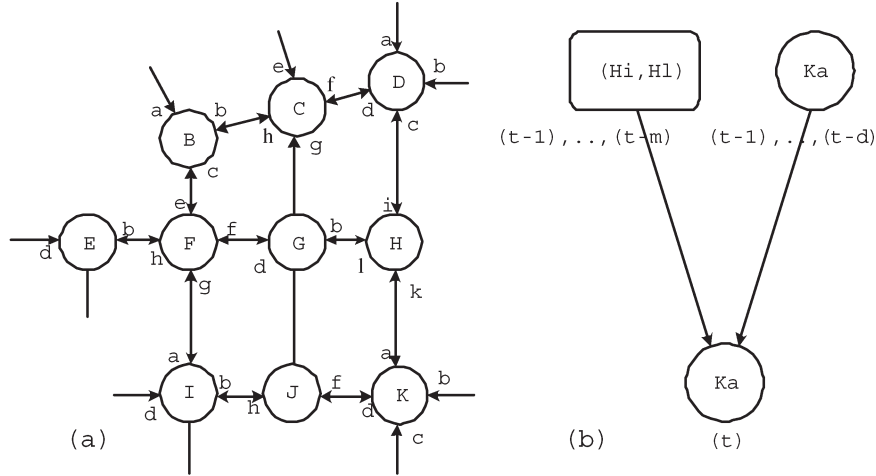 a
b
e
f
D
a
b
C
d
(Hi,Hl)
Ka
B
h
g
c
(t-1),..,(t-m)
(t-1),..,(t-d)
c
e
i
E
b
F
f
G
b
H
d
h
d
l
g
k
a
a
I
b
J
f
K
b
Ka
d
h
d
c
(a)
(b)
(t)